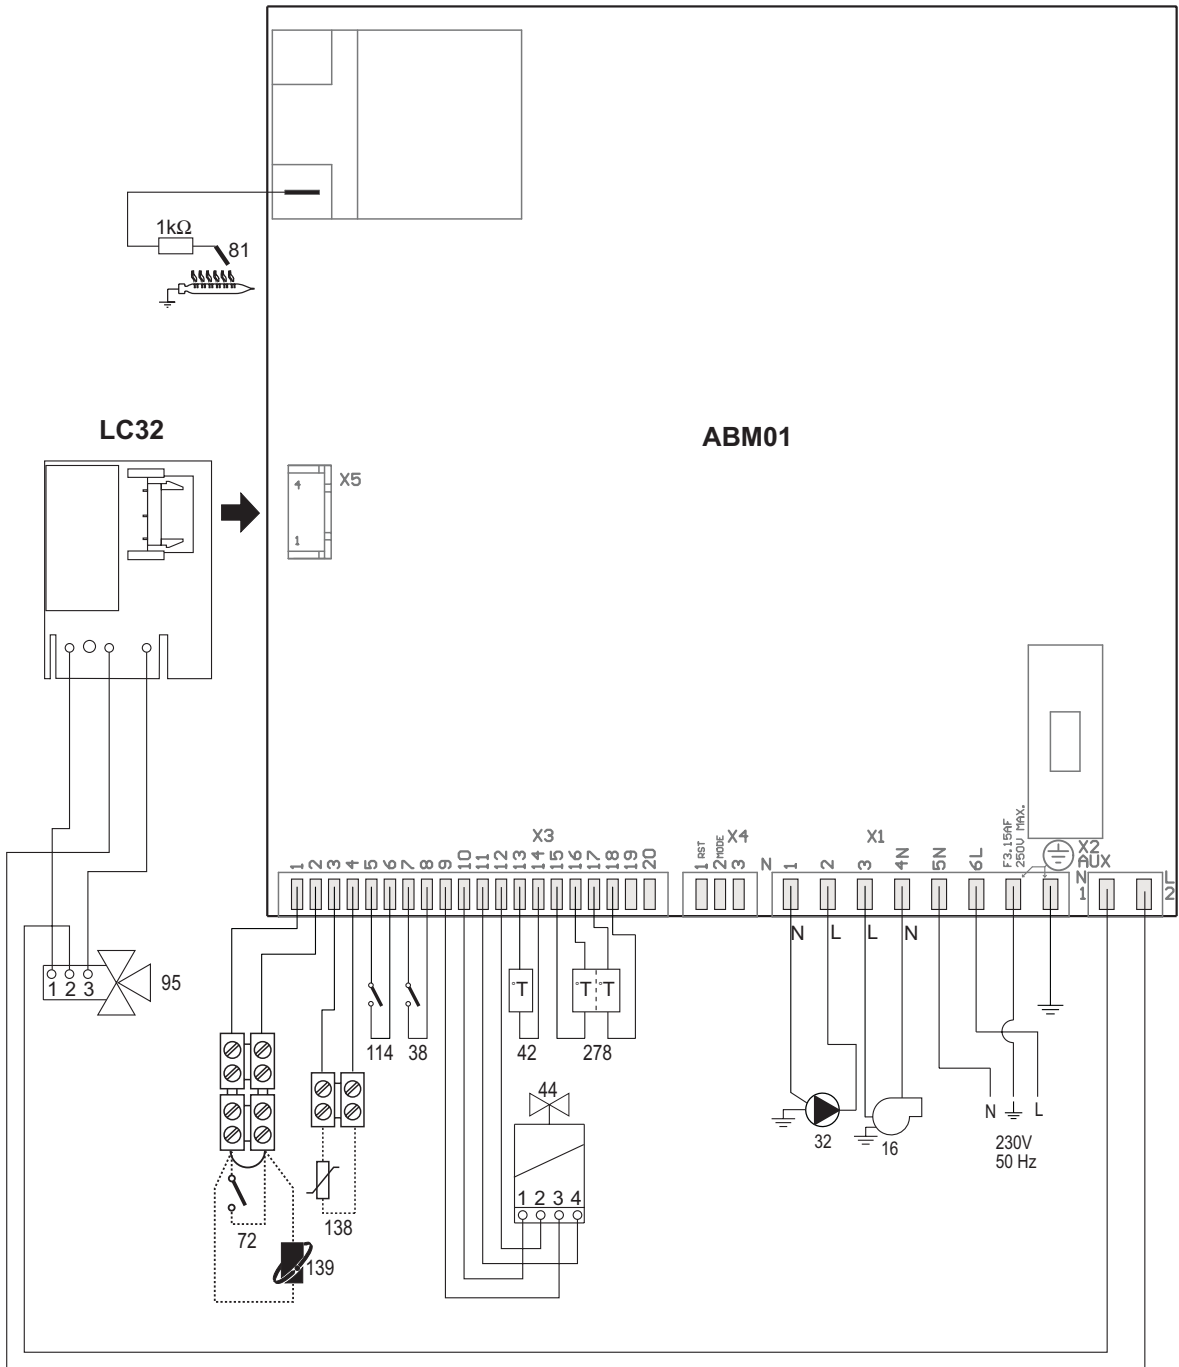 1kΩ
81
LC32
ABM01
X5
4
1
X3
1 2 3 4 5 6 7 8 9 10 11 12 13 14 15 16 17 18 19 20
X4
1 RST
2 MODE
3
X1
N 1 2 3 4N 5N 6L
F3.15AF
250V MAX.
X2
AUX
N
1
L
2
N L L N
1 2 3
95
°T
°T °T
114 38 42 278
44
N L
32 16
230V
50 Hz
1 2 3 4
72
138
139